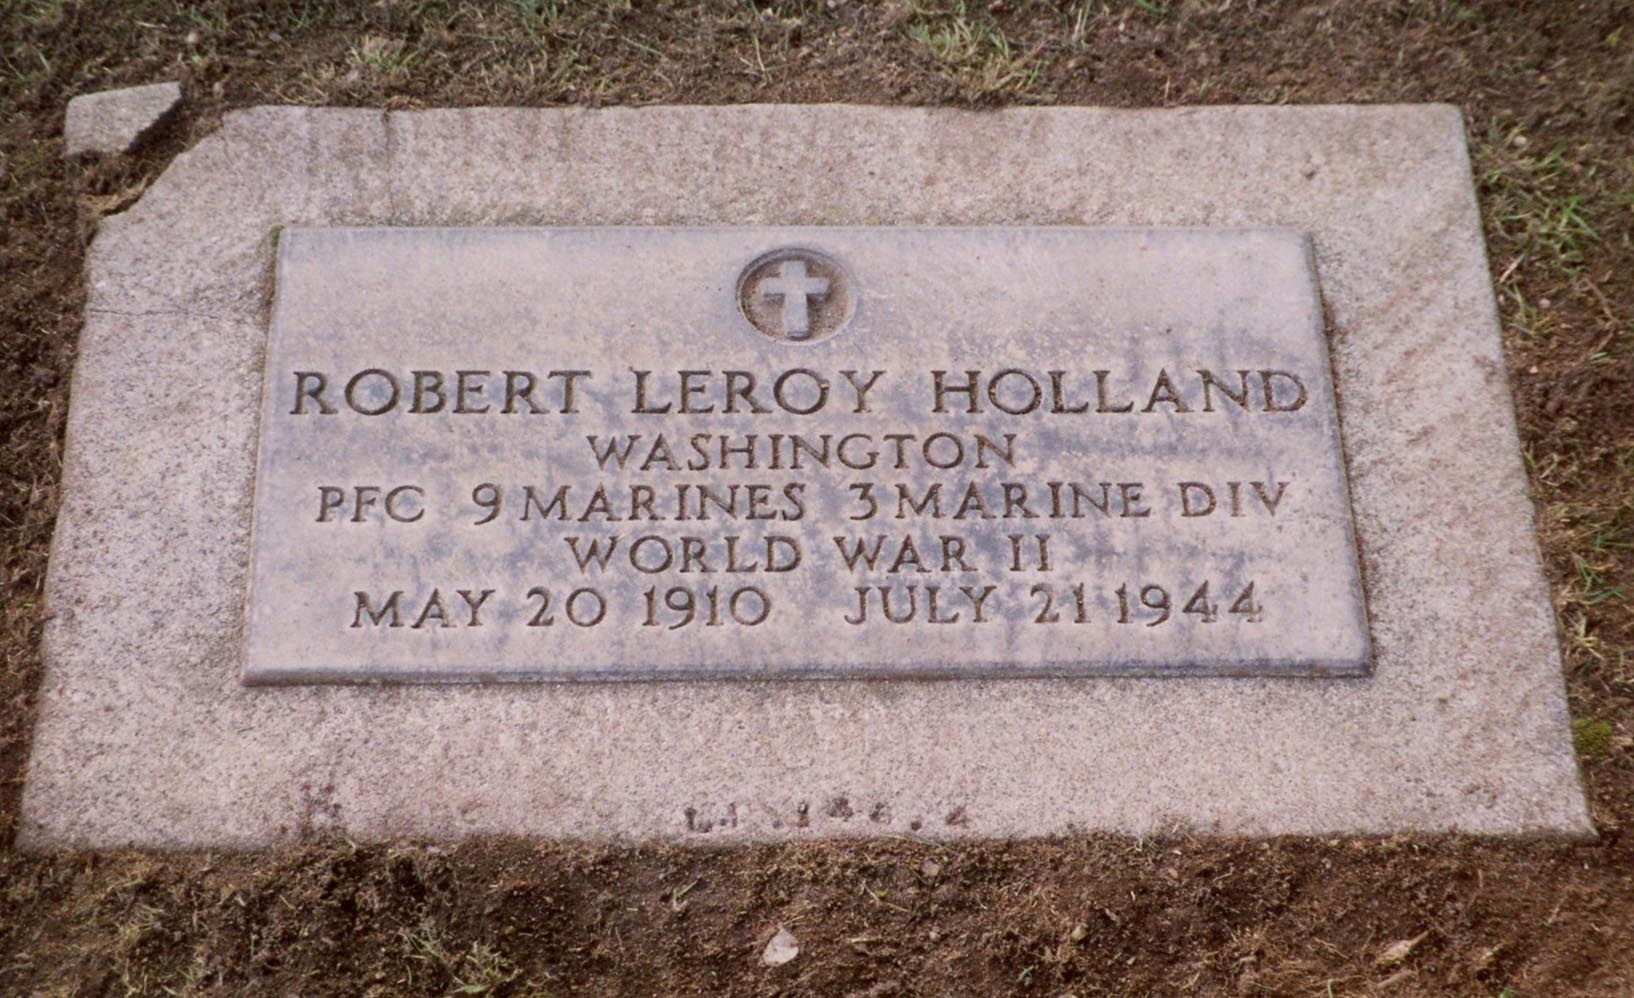 ROBERT LEROY HOLLAND
WASHINGTON
PFC 9 MARINES 3 MARINE DIV
WORLD WAR II
MAY 20 1910 JULY 21 1944